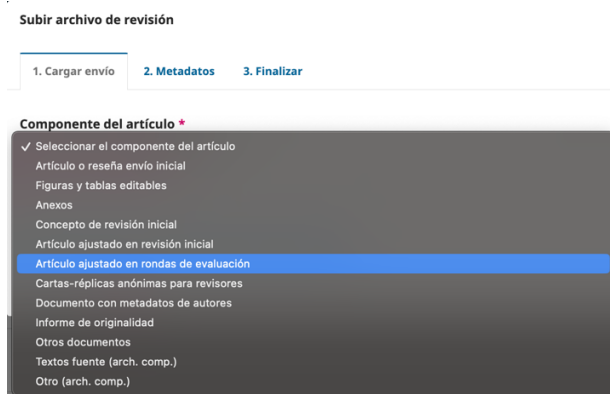 Subir archivo de revisión
1. Cargar envío 2. Metadatos 3. Finalizar
Componente del artículo *
✓ Seleccionar el componente del artículo
Artículo o reseña envío inicial
Figuras y tablas editables
Anexos
Concepto de revisión inicial
Artículo ajustado en revisión inicial
Artículo ajustado en rondas de evaluación
Cartas-réplicas anónimas para revisores
Documento con metadatos de autores
Informe de originalidad
Otros documentos
Textos fuente (arch. comp.)
Otro (arch. comp.)